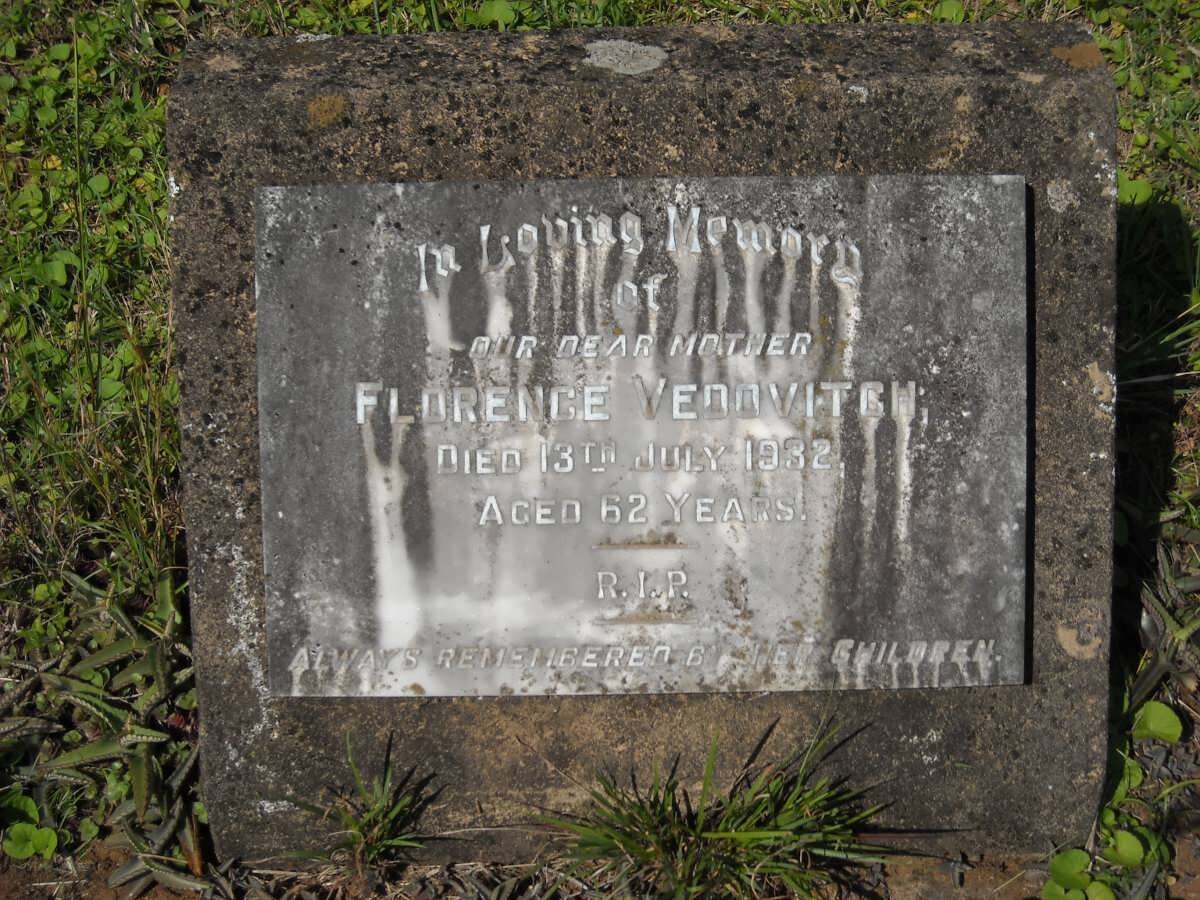 In Loving Memory
of
OUR DEAR MOTHER
FLORENCE VEDOVITCH,
DIED 13TH JULY 1932,
AGED 62 YEARS.
R.I.P.
ALWAYS REMEMBERED BY HER CHILDREN.